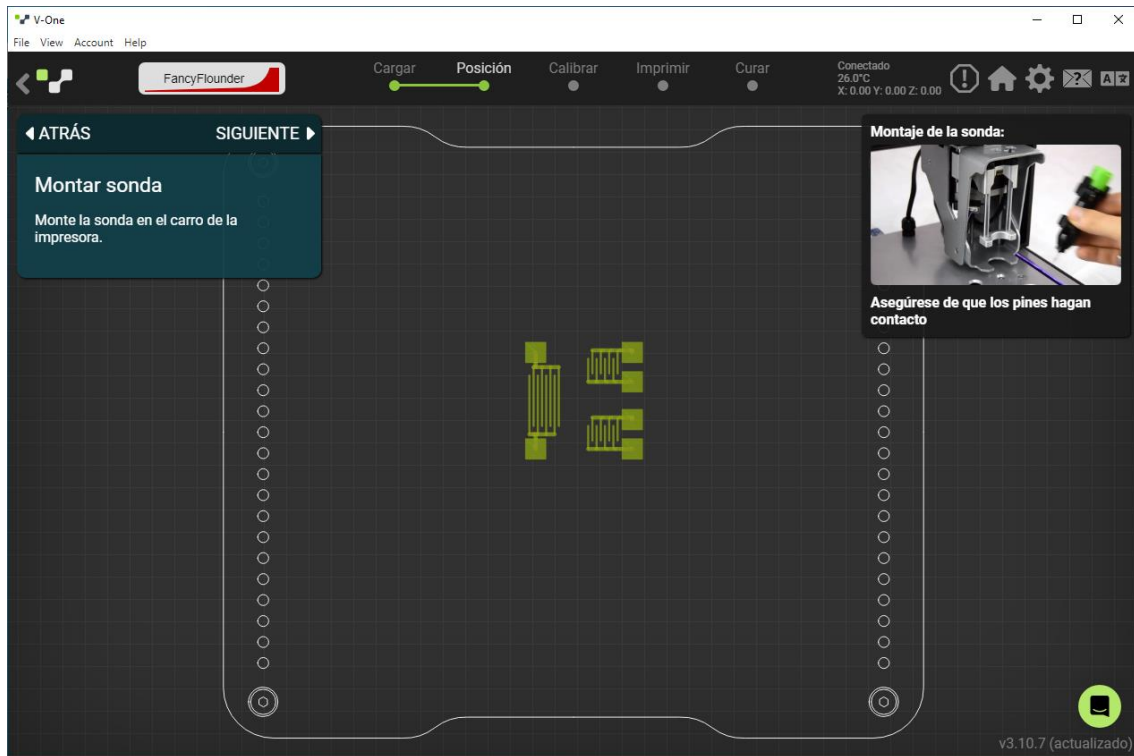 V-One
File View Account Help
FancyFlounder
Cargar Posición Calibrar Imprimir Curar
Conectado
26.0°C
X: 0.00 Y: 0.00 Z: 0.00
ATRÁS SIGUIENTE
Montar sonda
Monte la sonda en el carro de la
impresora.
Montaje de la sonda:
Asegúrese de que los pines hagan
contacto
v3.10.7 (actualizado)